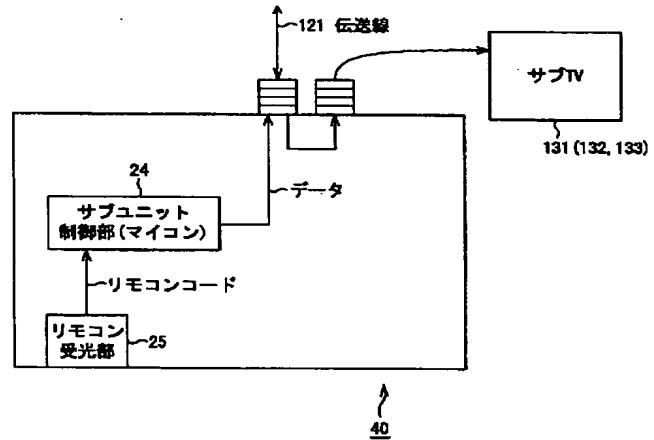 121 伝送線
サブTV
131 (132, 133)
24
サブユニット
制御部(マイコン)
データ
リモコンコード
リモコン
受光部
25
40